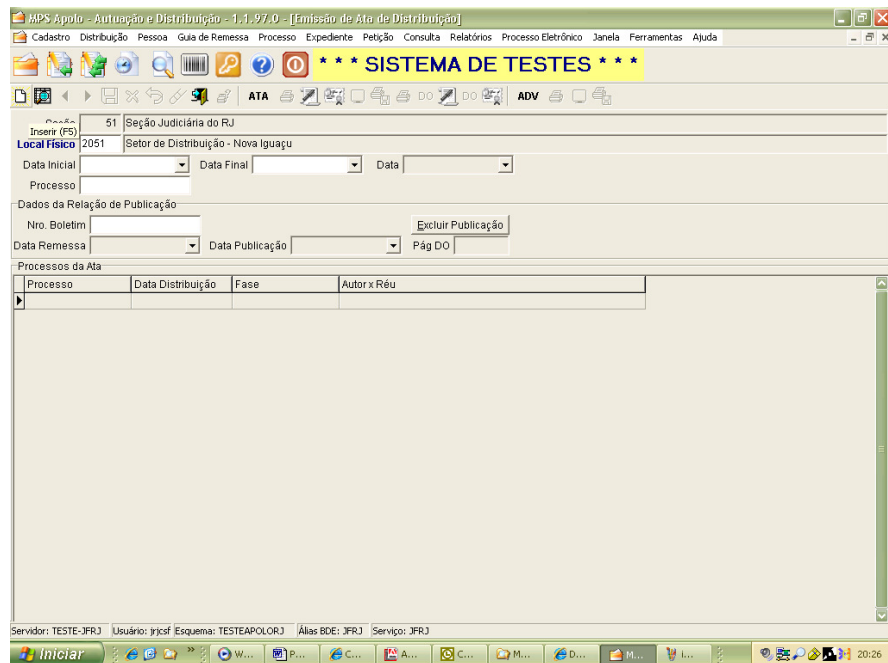 MPS Apolo - Autuação e Distribuição - 1.1.97.0 - [Emissão de Ata de Distribuição]
Cadastro Distribuição Pessoa Guia de Remessa Processo Expediente Petição Consulta Relatórios Processo Eletrônico Janela Ferramentas Ajuda
* * * SISTEMA DE TESTES * * *
ATA DO DO ADV
51 Seção Judiciária do RJ
Inserir (F5)
Local Físico 2051 Setor de Distribuição - Nova Iguaçu
Data Inicial Data Final Data
Processo
Dados da Relação de Publicação
Nro. Boletim Excluir Publicação
Data Remessa Data Publicação Pág DO
Processos da Ata
Processo Data Distribuição Fase Autor x Réu
Servidor: TESTE-JFRJ Usuário: jrjcsf Esquema: TESTEAPOLORJ Álias BDE: JFRJ Serviço: JFRJ
Iniciar W... P... C... A... C... M... D... M... I... 20:26